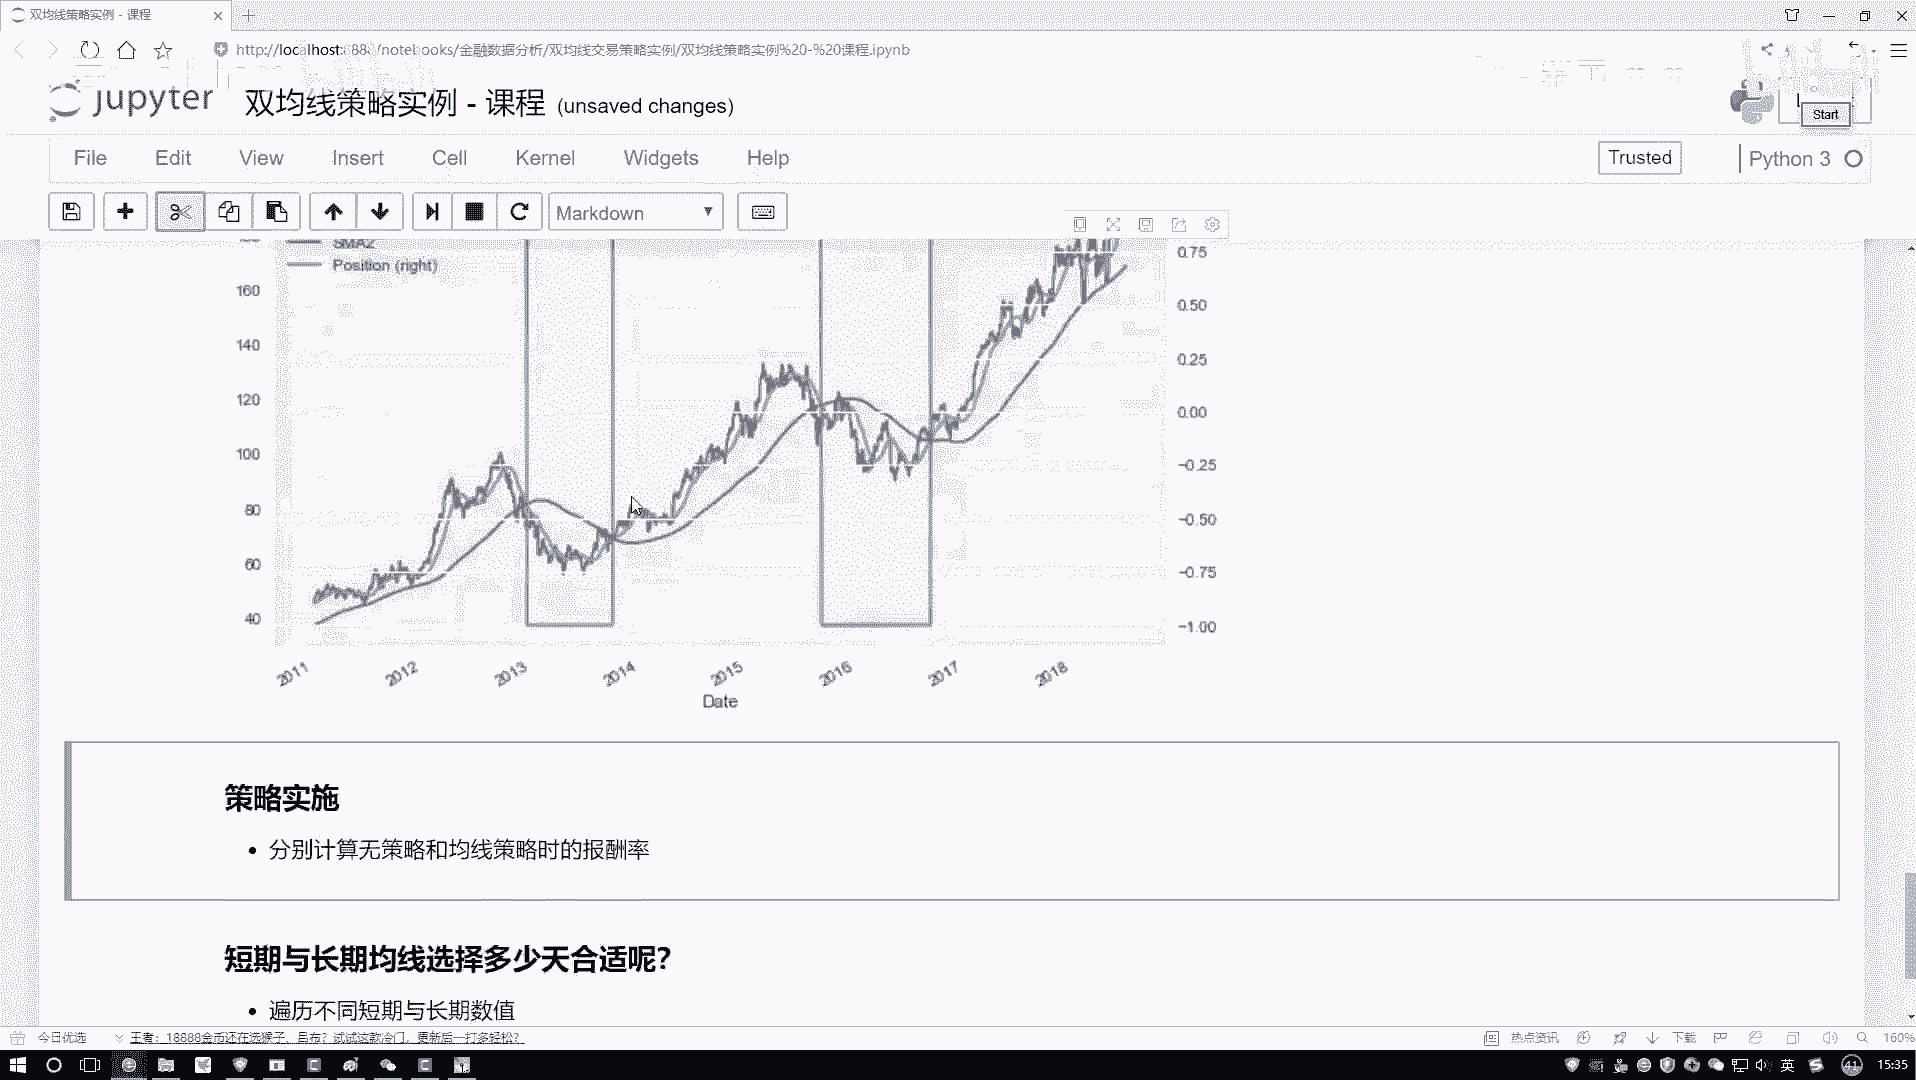 双均线策略实例 - 课程
http://localhost:888/notebooks/金融数据分析/双均线交易策略实例/双均线策略实例%20-%20课程.ipynb
jupyter 双均线策略实例 - 课程 (unsaved changes)
Start
File Edit View Insert Cell Kernel Widgets Help
Trusted
Python 3
Markdown
SMA2
Position (right)
160
140
120
100
80
60
40
0.75
0.50
0.25
0.00
−0.25
−0.50
−0.75
−1.00
2011 2012 2013 2014 2015 2016 2017 2018
Date
策略实施
• 分别计算无策略和均线策略时的报酬率
短期与长期均线选择多少天合适呢?
• 遍历不同短期与长期数值
今日优选
王者：18888金币还在选猴子、吕布？试试这款冷门，更新后一打多轻松?
热点资讯
下载
160%
英
41
15:35